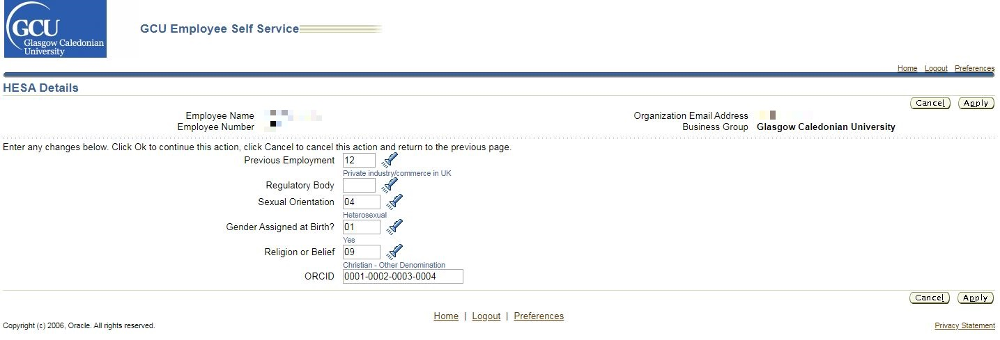 GCU
Glasgow Caledonian
University
GCU Employee Self Service
Home Logout Preferences
HESA Details
Cancel Apply
Employee Name
Organization Email Address
Employee Number
Business Group Glasgow Caledonian University
Enter any changes below. Click Ok to continue this action, click Cancel to cancel this action and return to the previous page.
Previous Employment 12
Private industry/commerce in UK
Regulatory Body
Sexual Orientation 04
Heterosexual
Gender Assigned at Birth? 01
Yes
Religion or Belief 09
Christian - Other Denomination
ORCID 0001-0002-0003-0004
Cancel Apply
Home | Logout | Preferences
Copyright (c) 2006, Oracle. All rights reserved.
Privacy Statement